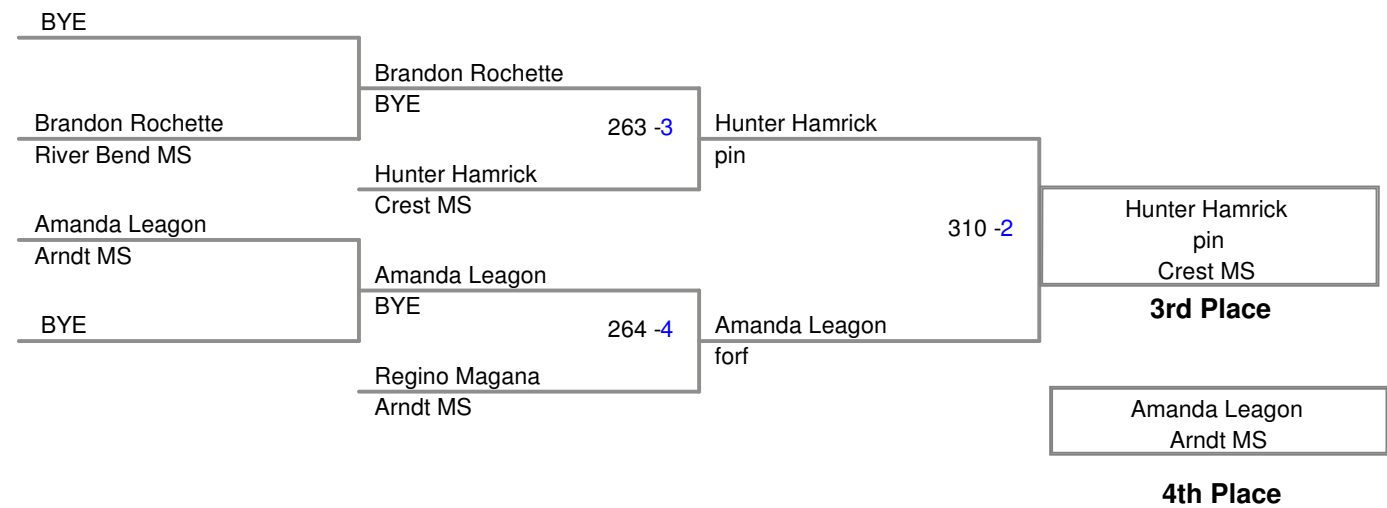 BYE
Brandon Rochette
BYE
Brandon Rochette
River Bend MS
263 -3
Hunter Hamrick
pin
Hunter Hamrick
Crest MS
Amanda Leagon
Arndt MS
310 -2
Hunter Hamrick
pin
Crest MS
3rd Place
Amanda Leagon
BYE
BYE
264 -4
Amanda Leagon
forf
Regino Magana
Arndt MS
Amanda Leagon
Arndt MS
4th Place